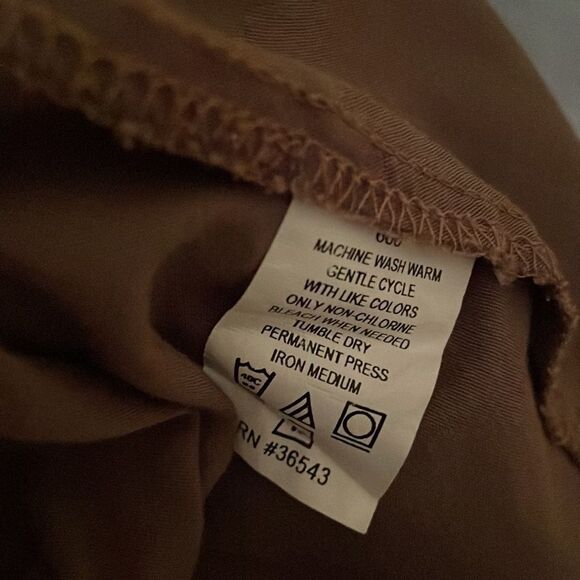 600
MACHINE WASH WARM
GENTLE CYCLE
WITH LIKE COLORS
ONLY NON-CHLORINE
BLEACH WHEN NEEDED
TUMBLE DRY
PERMANENT PRESS
IRON MEDIUM
RN #36543